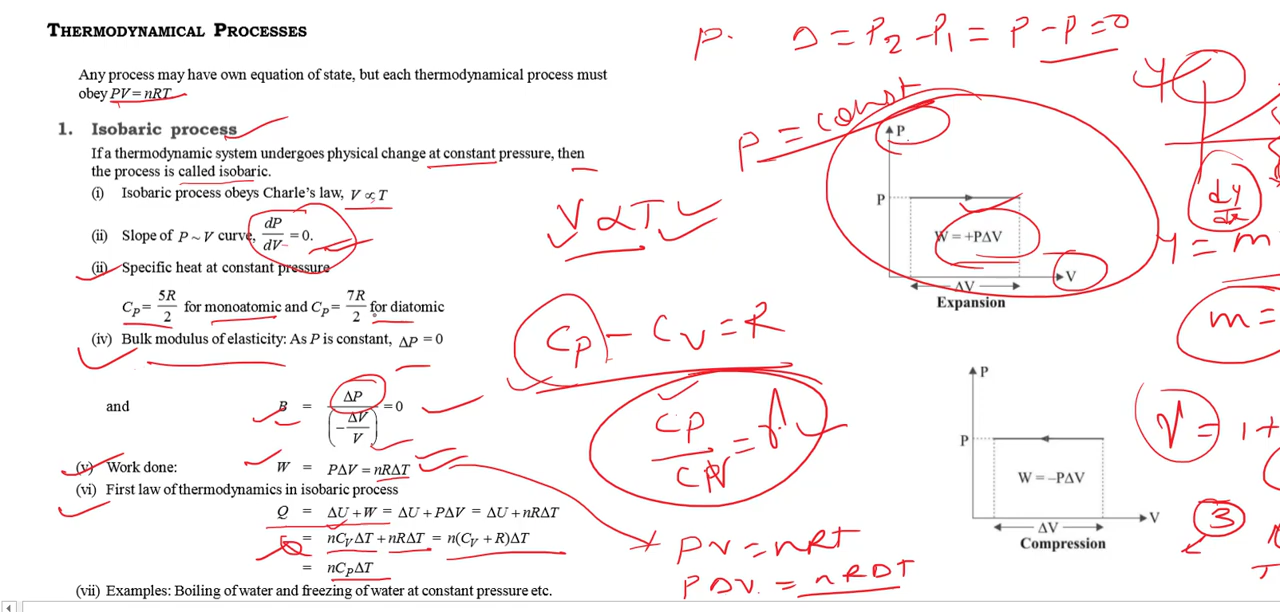 THERMODYNAMICAL PROCESSES
Any process may have own equation of state, but each thermodynamical process must
obey PV = nRT
1. Isobaric process
If a thermodynamic system undergoes physical change at constant pressure, then
the process is called isobaric.
(i) Isobaric process obeys Charle's law, V ∝ T
(ii) Slope of P ~ V curve, dP/dV = 0.
(ii) Specific heat at constant pressure
C_P = 5R/2 for monoatomic and C_P = 7R/2 for diatomic
(iv) Bulk modulus of elasticity: As P is constant, ΔP = 0
and B = ΔP/(-ΔV/V) = 0
(v) Work done: W = PΔV = nRΔT
(vi) First law of thermodynamics in isobaric process
Q = ΔU + W = ΔU + PΔV = ΔU + nRΔT
= nC_VΔT + nRΔT = n(C_V + R)ΔT
= nC_PΔT
(vii) Examples: Boiling of water and freezing of water at constant pressure etc.
P. Δ = P₂ - P₁ = P - P = 0
P = const
V ∝ T
Cp - Cv = R
Cp/Cv = γ
PV = nRT
PΔV = nRΔT
P
P
W = +PΔV
V
ΔV
Expansion
P
P
W = -PΔV
V
ΔV
Compression
y
dy/dx
y = m
m =
γ = 1 +
3